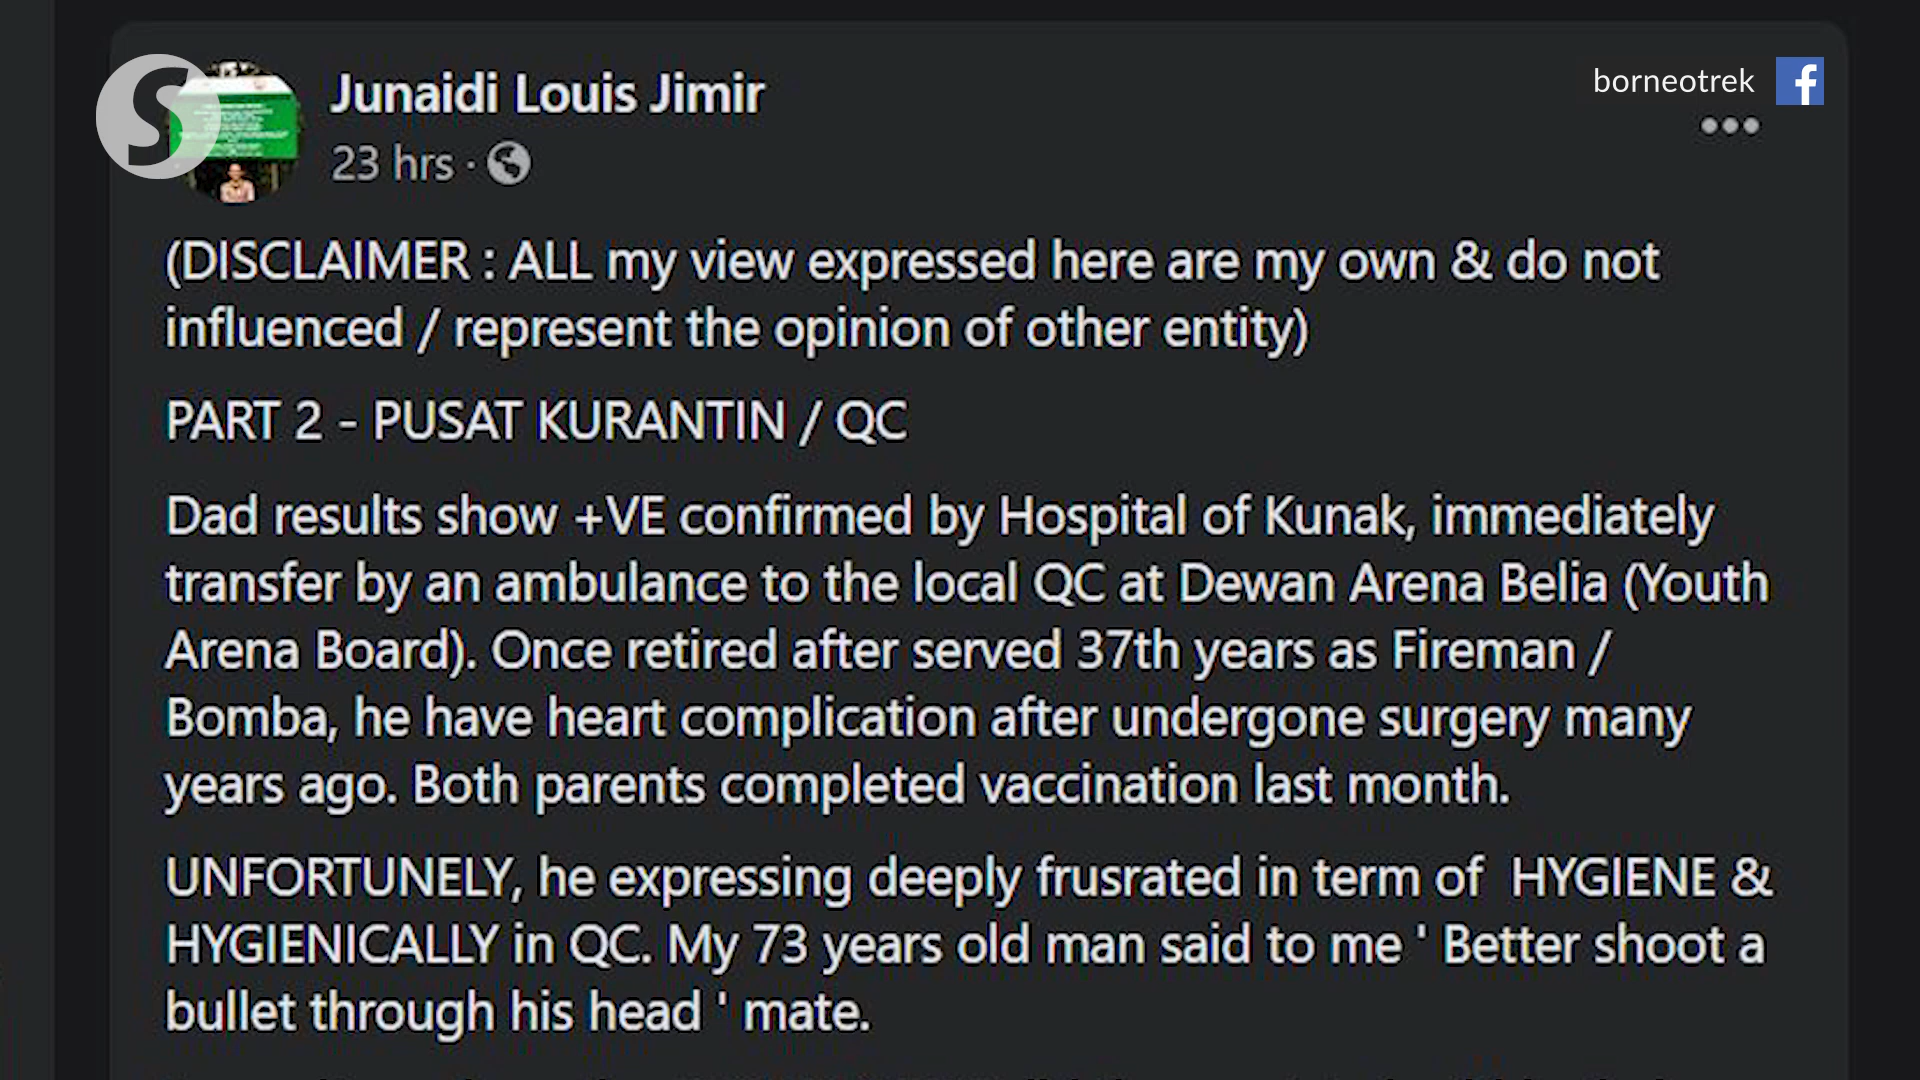 S
Junaidi Louis Jimir
borneotrek
23 hrs ·
(DISCLAIMER : ALL my view expressed here are my own & do not
influenced / represent the opinion of other entity)
PART 2 - PUSAT KURANTIN / QC
Dad results show +VE confirmed by Hospital of Kunak, immediately
transfer by an ambulance to the local QC at Dewan Arena Belia (Youth
Arena Board). Once retired after served 37th years as Fireman /
Bomba, he have heart complication after undergone surgery many
years ago. Both parents completed vaccination last month.
UNFORTUNELY, he expressing deeply frusrated in term of  HYGIENE &
HYGIENICALLY in QC. My 73 years old man said to me ' Better shoot a
bullet through his head ' mate.